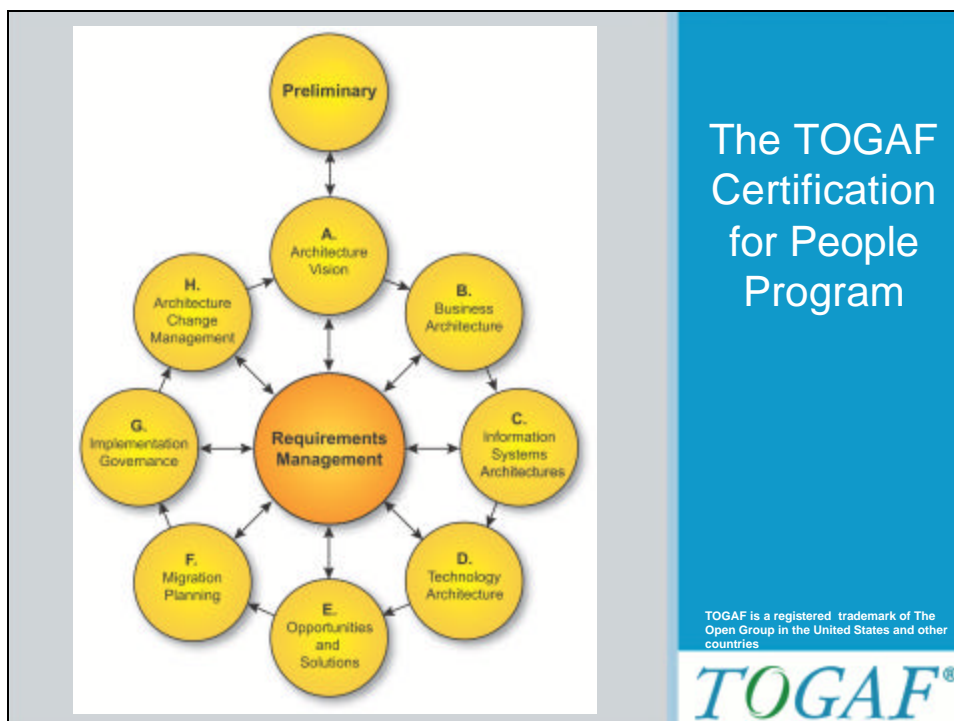 Preliminary
A.
Architecture
Vision
B.
Business
Architecture
C.
Information
Systems
Architectures
D.
Technology
Architecture
E.
Opportunities
and
Solutions
F.
Migration
Planning
G.
Implementation
Governance
H.
Architecture
Change
Management
Requirements
Management
The TOGAF
Certification
for People
Program
TOGAF is a registered trademark of The
Open Group in the United States and other
countries
TOGAF®